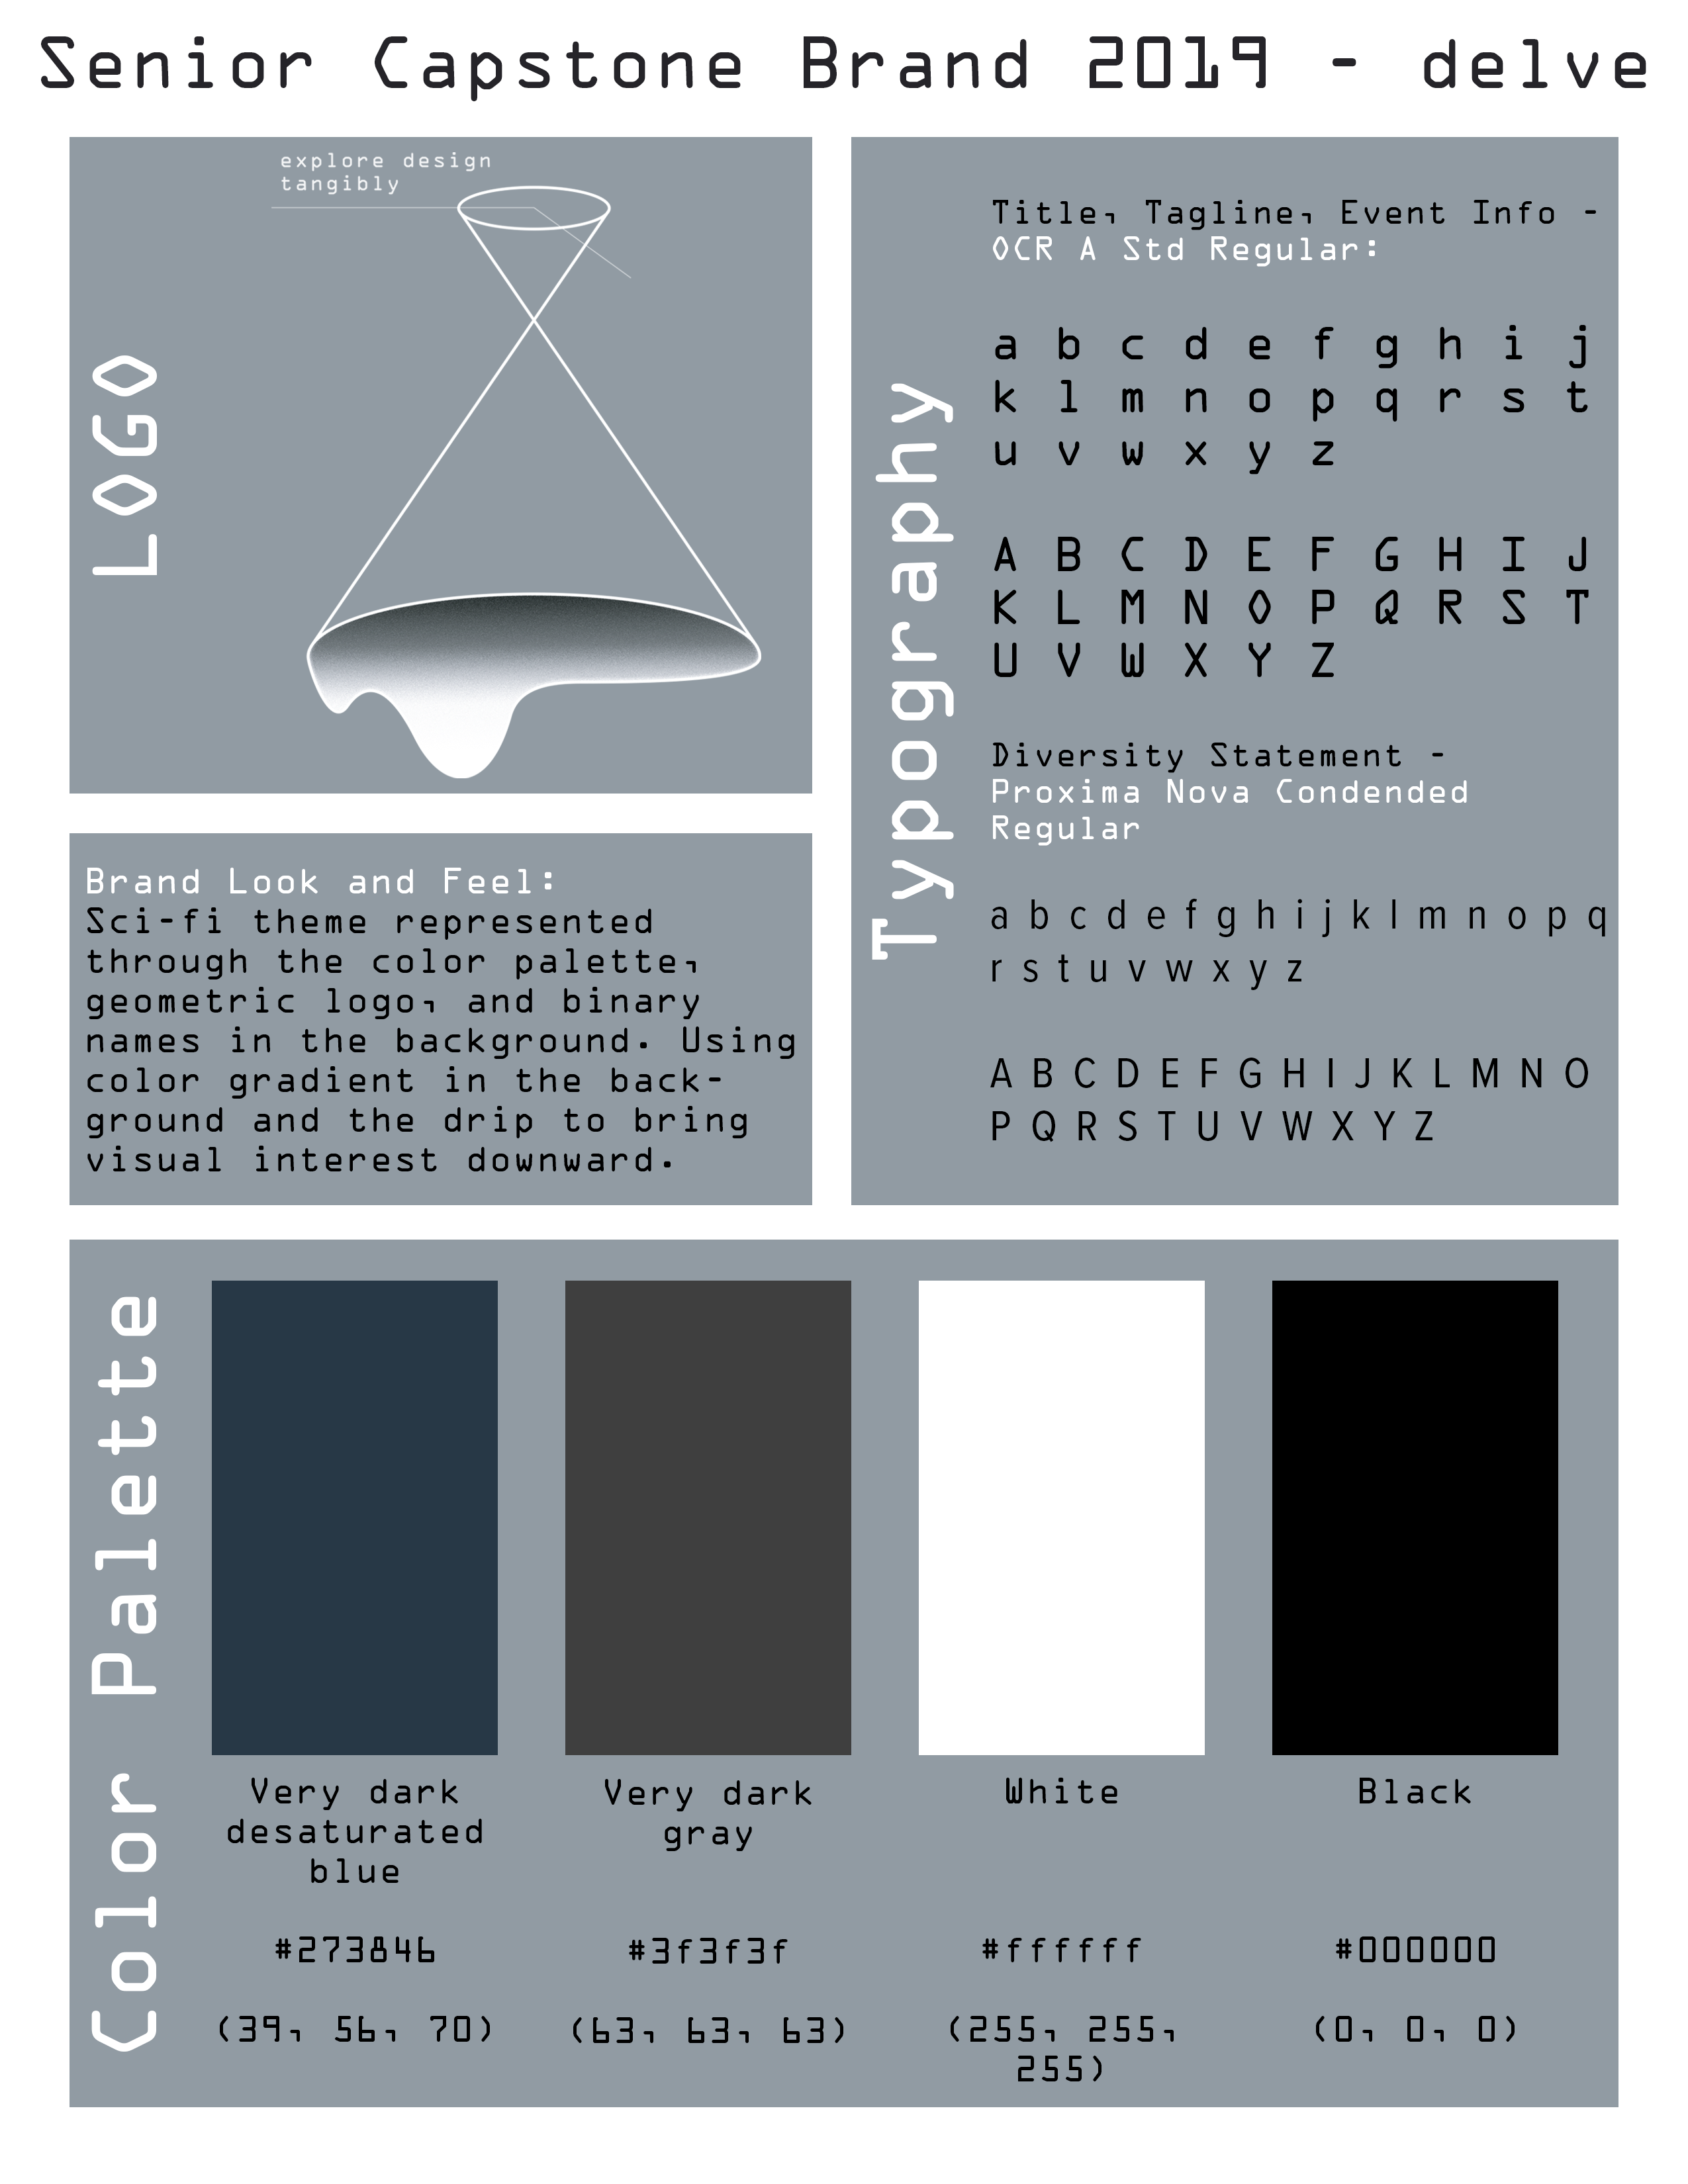 Senior Capstone Brand 2019 - delve
explore design
tangibly
LOGO
Brand Look and Feel:
Sci-fi theme represented
through the color palette,
geometric logo, and binary
names in the background. Using
color gradient in the back-
ground and the drip to bring
visual interest downward.
Typography
Title, Tagline, Event Info -
OCR A Std Regular:
a b c d e f g h i j
k l m n o p q r s t
u v w x y z
A B C D E F G H I J
K L M N O P Q R S T
U V W X Y Z
Diversity Statement -
Proxima Nova Condended
Regular
a b c d e f g h i j k l m n o p q
r s t u v w x y z
A B C D E F G H I J K L M N O
P Q R S T U V W X Y Z
Color Palette
Very dark
desaturated
blue
#273846
(39, 56, 70)
Very dark
gray
#3f3f3f
(63, 63, 63)
White
#ffffff
(255, 255,
255)
Black
#000000
(0, 0, 0)